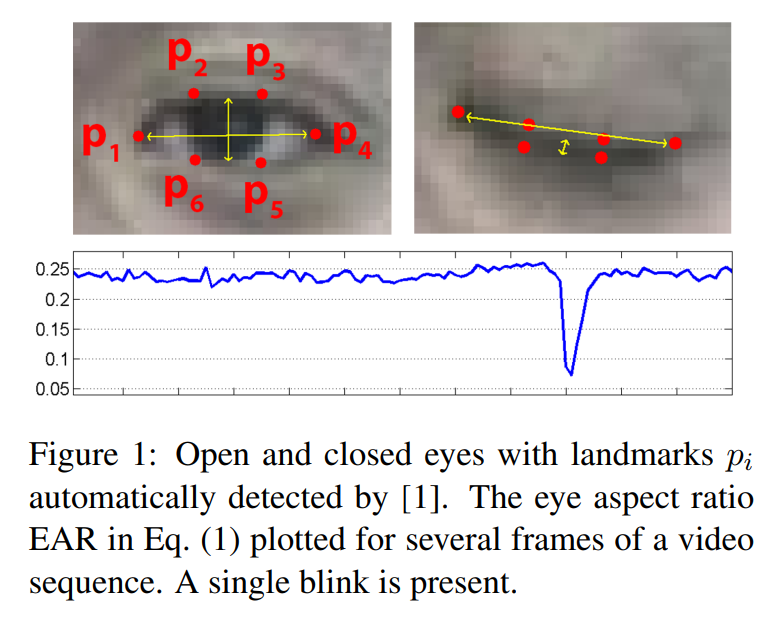 p2 p3
p1 p4
p6 p5
0.25
0.2
0.15
0.1
0.05
Figure 1: Open and closed eyes with landmarks pi
automatically detected by [1]. The eye aspect ratio
EAR in Eq. (1) plotted for several frames of a video
sequence. A single blink is present.